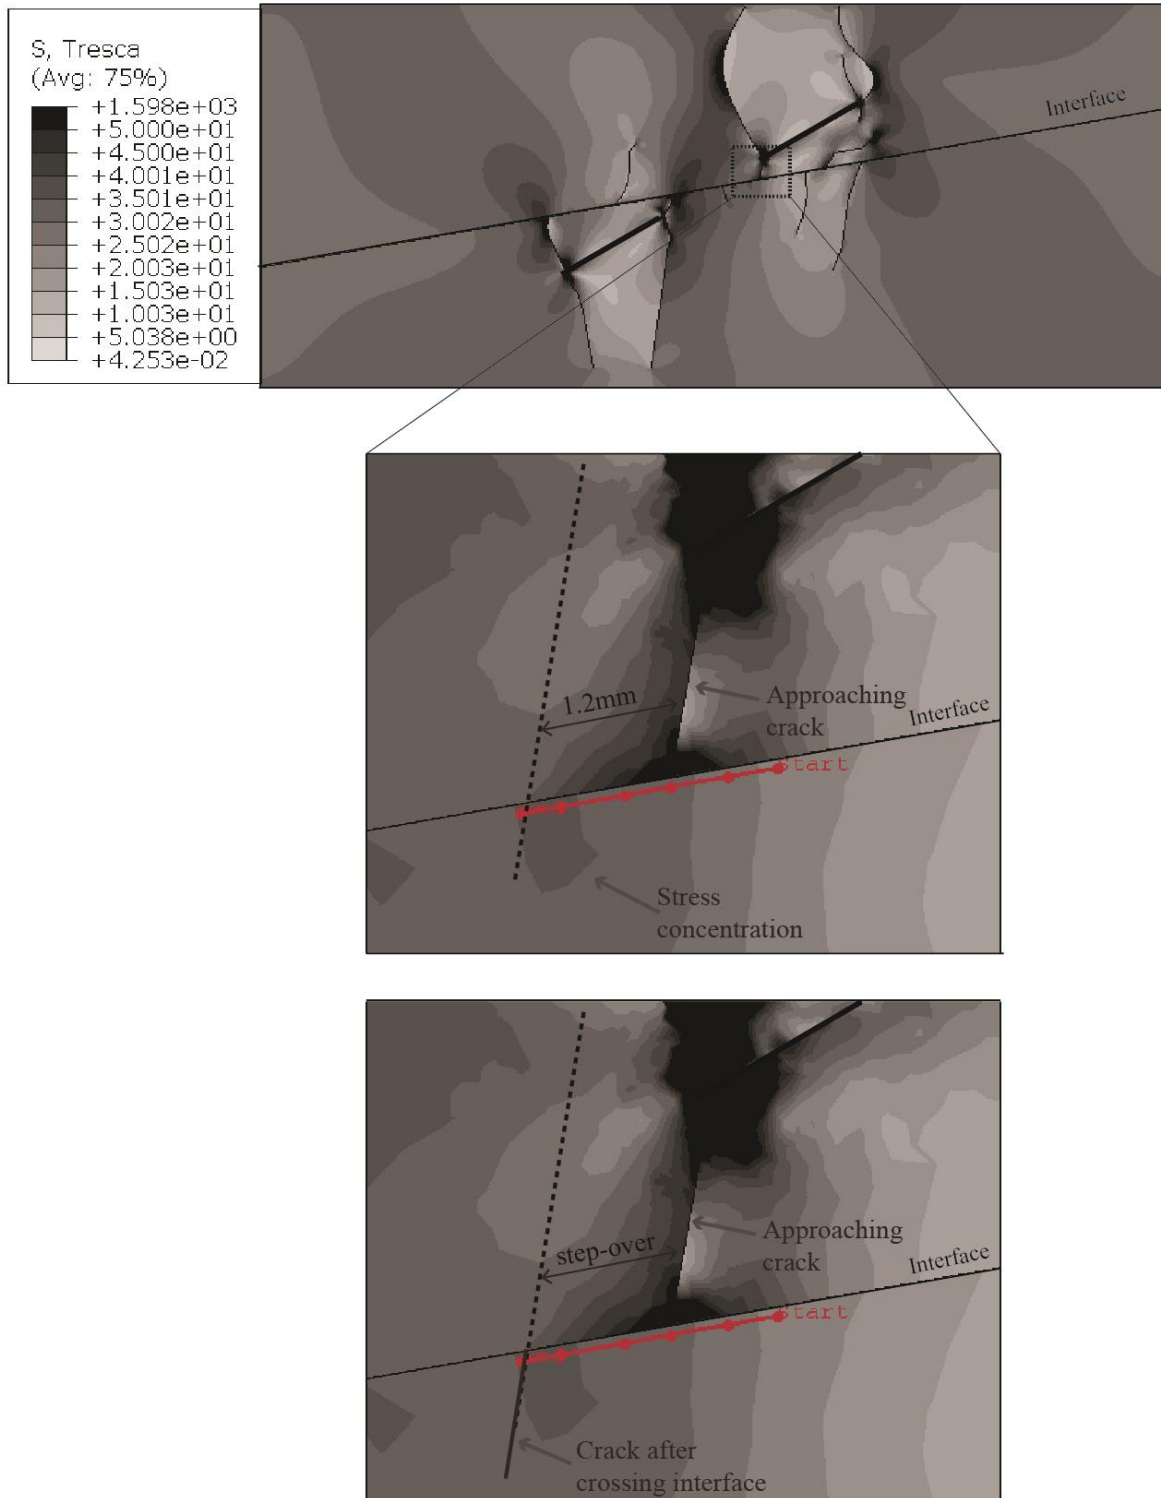 S, Tresca
(Avg: 75%)
+1.598e+03
+5.000e+01
+4.500e+01
+4.001e+01
+3.501e+01
+3.002e+01
+2.502e+01
+2.003e+01
+1.503e+01
+1.003e+01
+5.038e+00
+4.253e-02
Interface
1.2mm
Approaching
crack
Interface
Start
Stress
concentration
step-over
Approaching
crack
Interface
Start
Crack after
crossing interface